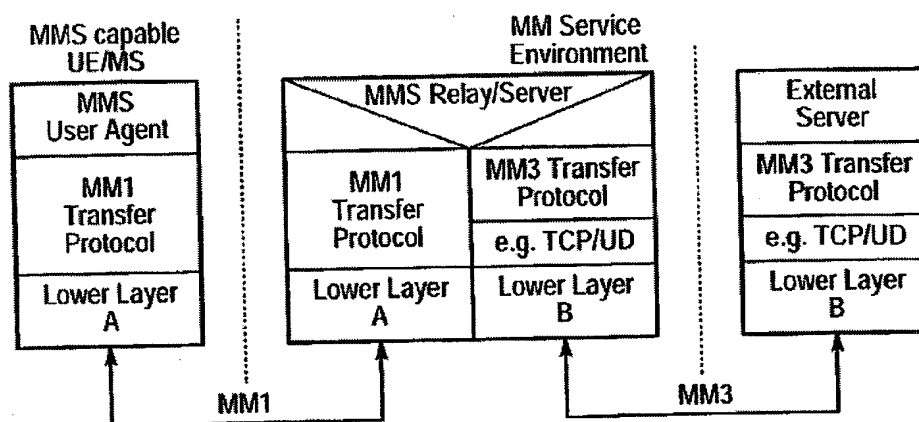 MMS capable
UE/MS
MMS
User Agent
MM1
Transfer
Protocol
Lower Layer
A
MM Service
Environment
MMS Relay/Server
MM1
Transfer
Protocol
Lower Layer
A
MM3 Transfer
Protocol
e.g. TCP/UD
Lower Layer
B
External
Server
MM3 Transfer
Protocol
e.g. TCP/UD
Lower Layer
B
MM1
MM3